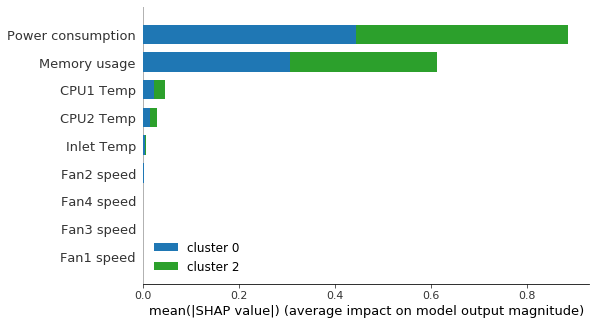 Power consumption
Memory usage
CPU1 Temp
CPU2 Temp
Inlet Temp
Fan2 speed
Fan4 speed
Fan3 speed
Fan1 speed
cluster 0
cluster 2
0.0 0.2 0.4 0.6 0.8
mean(|SHAP value|) (average impact on model output magnitude)